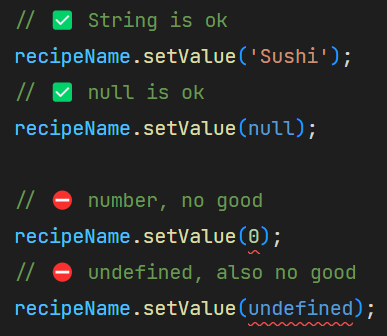 // ✅ String is ok
recipeName.setValue('Sushi');
// ✅ null is ok
recipeName.setValue(null);

// ⛔ number, no good
recipeName.setValue(0);
// ⛔ undefined, also no good
recipeName.setValue(undefined);